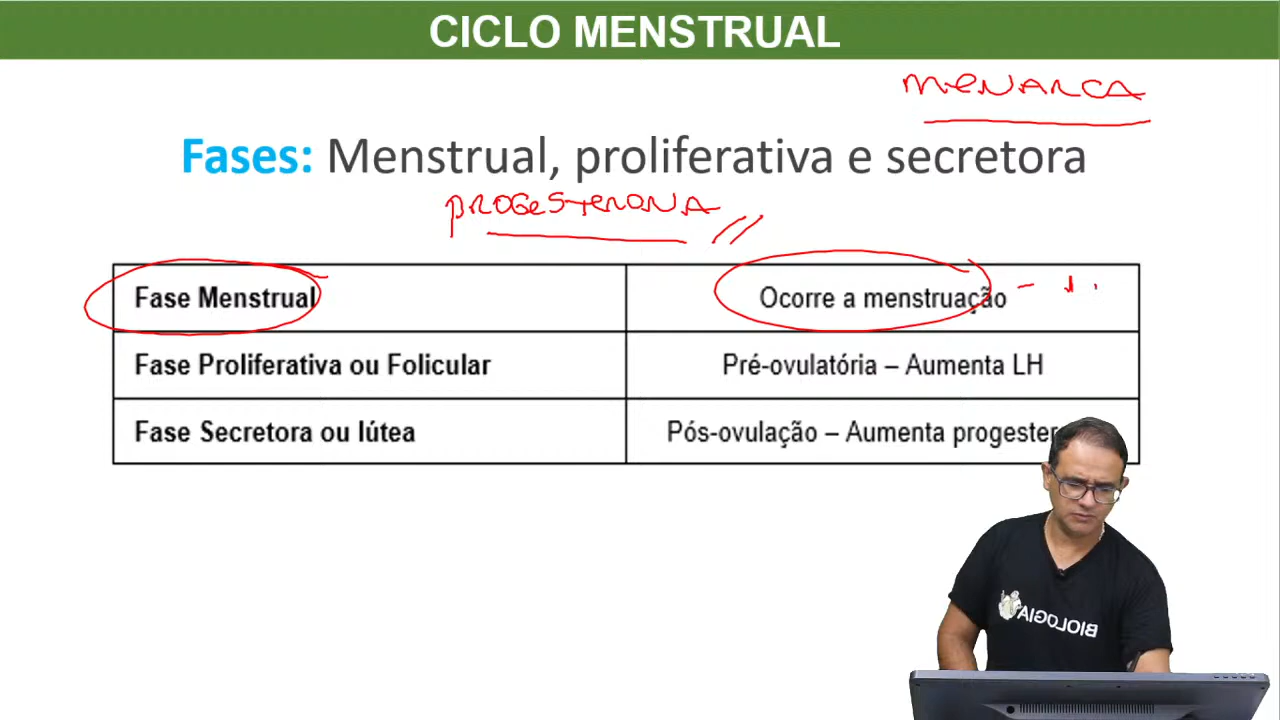 CICLO MENSTRUAL
MENARCA
Fases: Menstrual, proliferativa e secretora
PROGESTERONA
Fase Menstrual
Ocorre a menstruação - 1.
Fase Proliferativa ou Folicular
Pré-ovulatória – Aumenta LH
Fase Secretora ou lútea
Pós-ovulação – Aumenta
BIOLOGIA